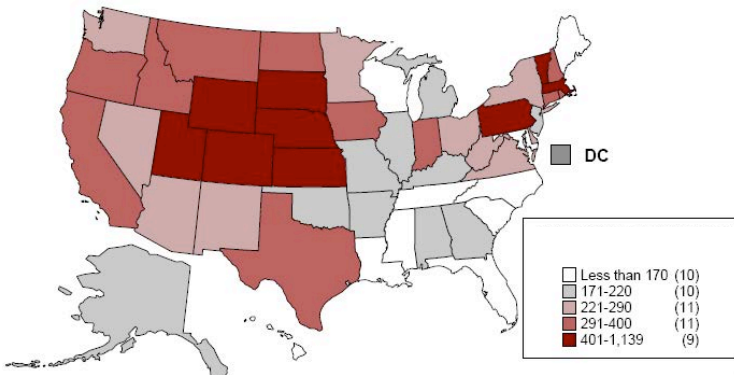 DC
Less than 170 (10)
171-220 (10)
221-290 (11)
291-400 (11)
401-1,139 (9)